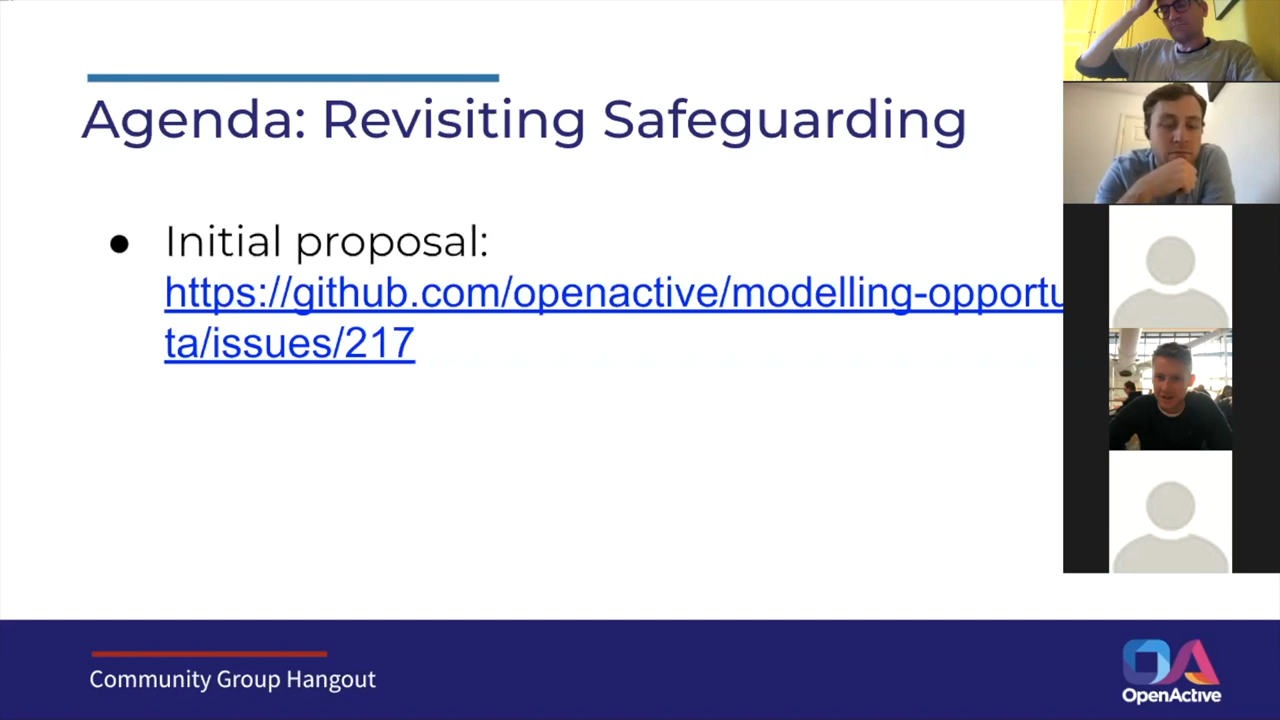 Agenda: Revisiting Safeguarding
● Initial proposal:
https://github.com/openactive/modelling-opportu
ta/issues/217
Community Group Hangout
OpenActive